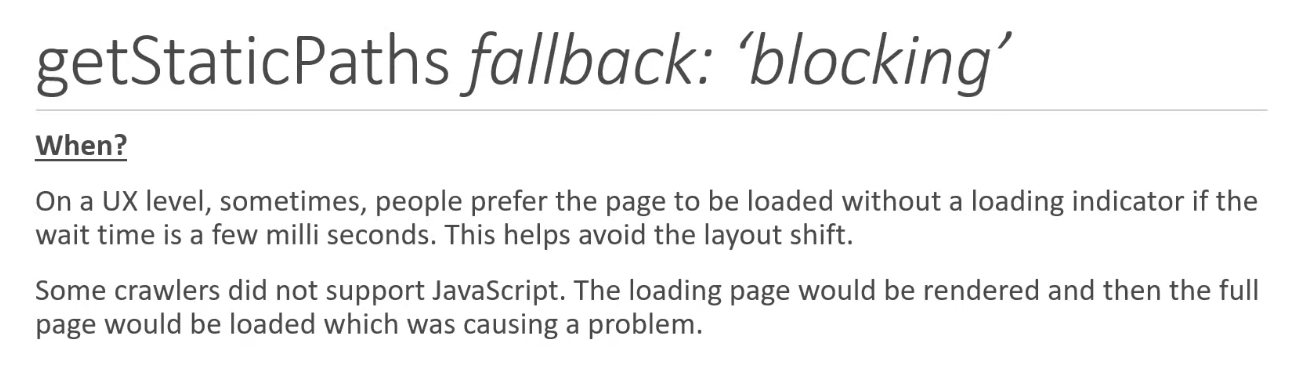 getStaticPaths fallback: ‘blocking’
When?
On a UX level, sometimes, people prefer the page to be loaded without a loading indicator if the
wait time is a few milli seconds. This helps avoid the layout shift.
Some crawlers did not support JavaScript. The loading page would be rendered and then the full
page would be loaded which was causing a problem.